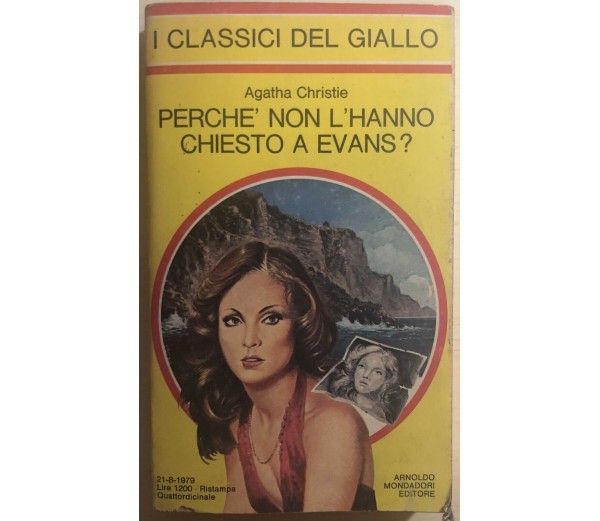 I CLASSICI DEL GIALLO
Agatha Christie
PERCHE' NON L'HANNO
CHIESTO A EVANS?
21-8-1979
Lire 1200 - Ristampa
Quattordicinale
ARNOLDO
MONDADORI
EDITORE